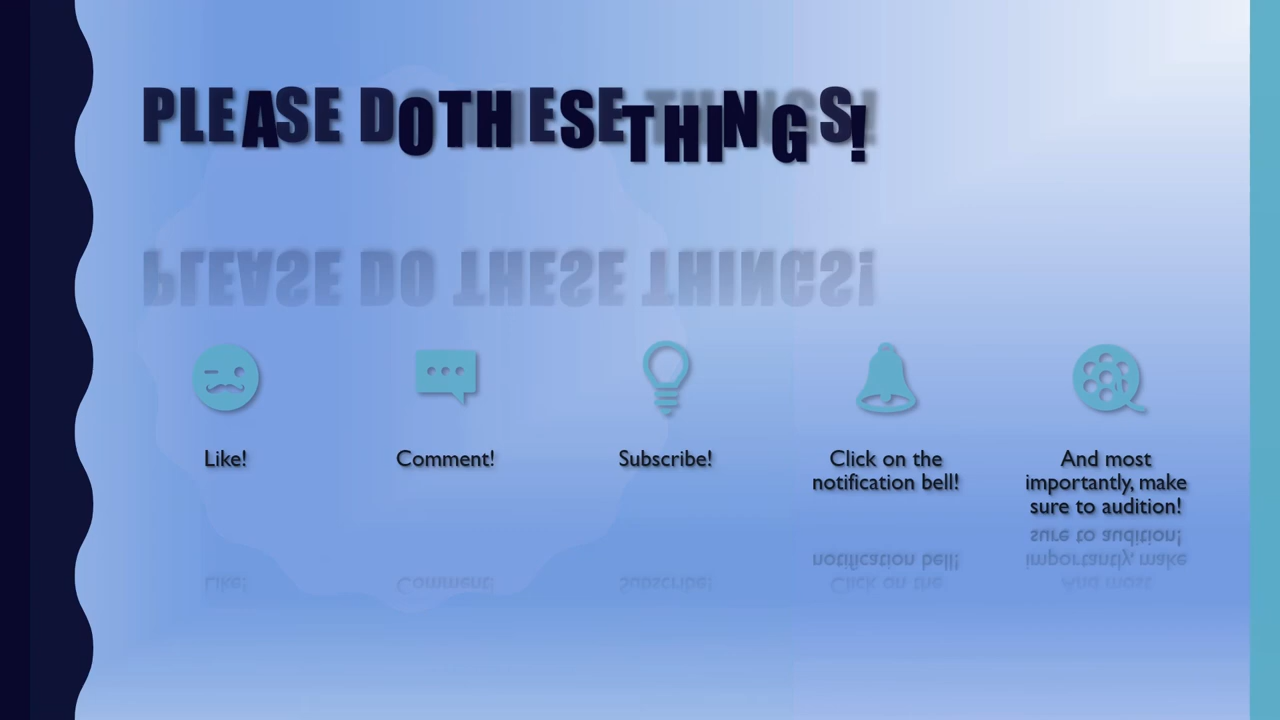 PLEASE DO THESE THINGS!
Like!
Comment!
Subscribe!
Click on the
notification bell!
And most
importantly, make
sure to audition!